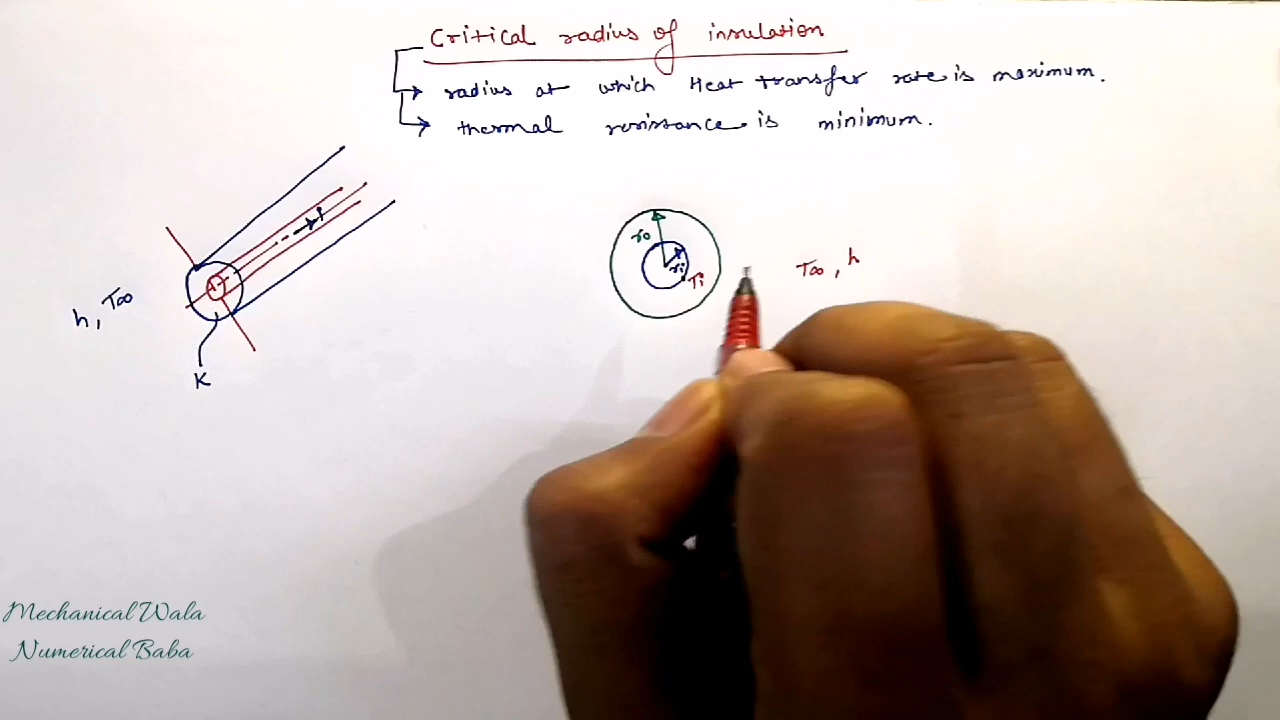 Critical radius of insulation
radius at which Heat transfer rate is maximum.
thermal resistance is minimum.
h, T∞
K
ro
ri
Ti
T∞, h
Mechanical Wala
Numerical Baba